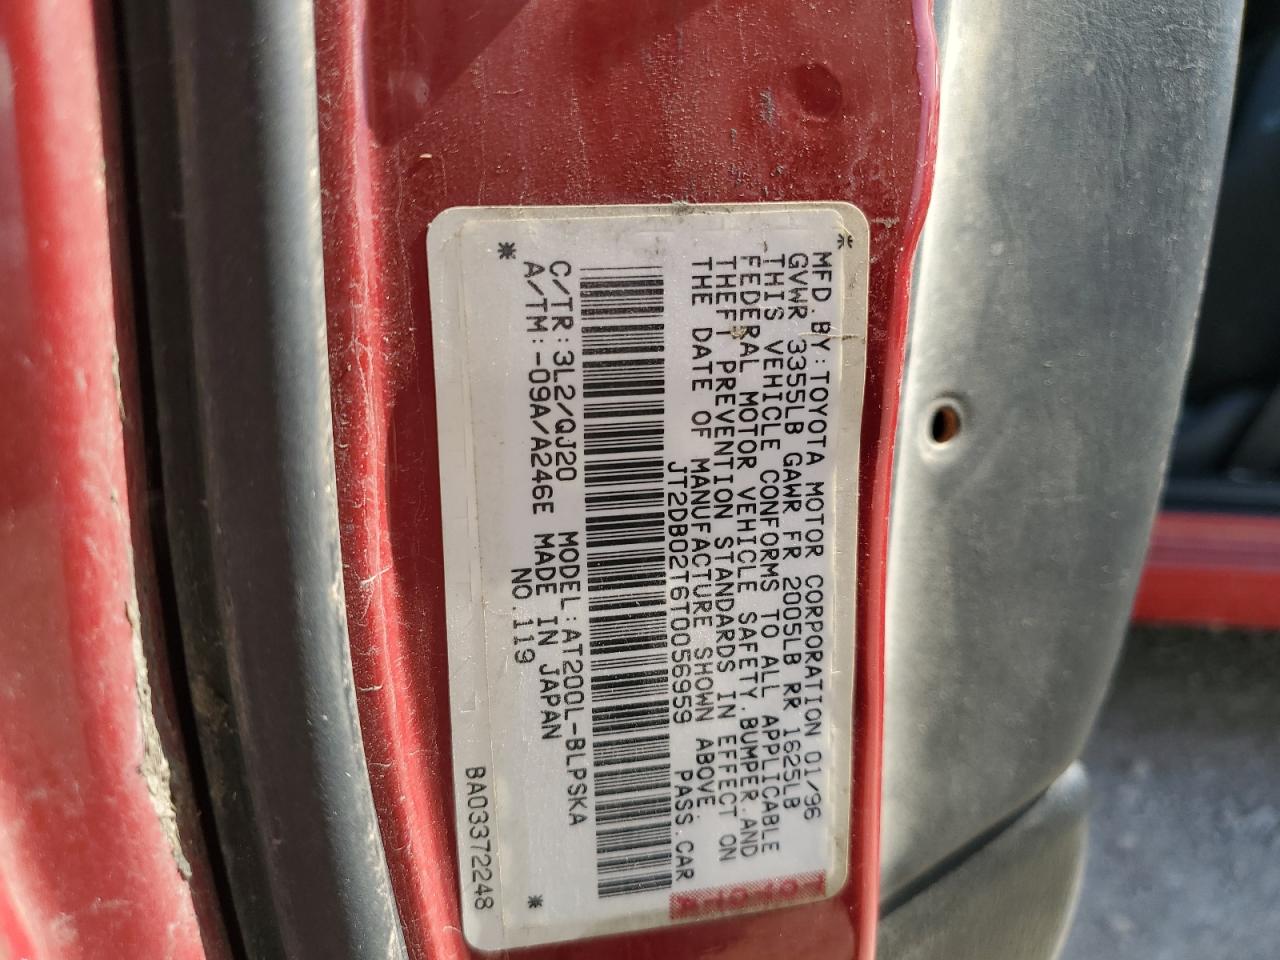 MFD.BY:TOYOTA MOTOR CORPORATION 01/96
GVWR 3355LB GAWR FR 2005LB RR 1625LB
THIS VEHICLE CONFORMS TO ALL APPLICABLE
FEDERAL MOTOR VEHICLE SAFETY.BUMPER.AND
THEFT PREVENTION STANDARDS IN EFFECT ON
THE DATE OF MANUFACTURE SHOWN ABOVE.
JT2DB02T6T0056959 PASS.CAR
C/TR:3L2/QJ20 MODEL:AT200L-BLPSKA
A/TM:-09A/A246E MADE IN JAPAN
NO.119
BA03372248